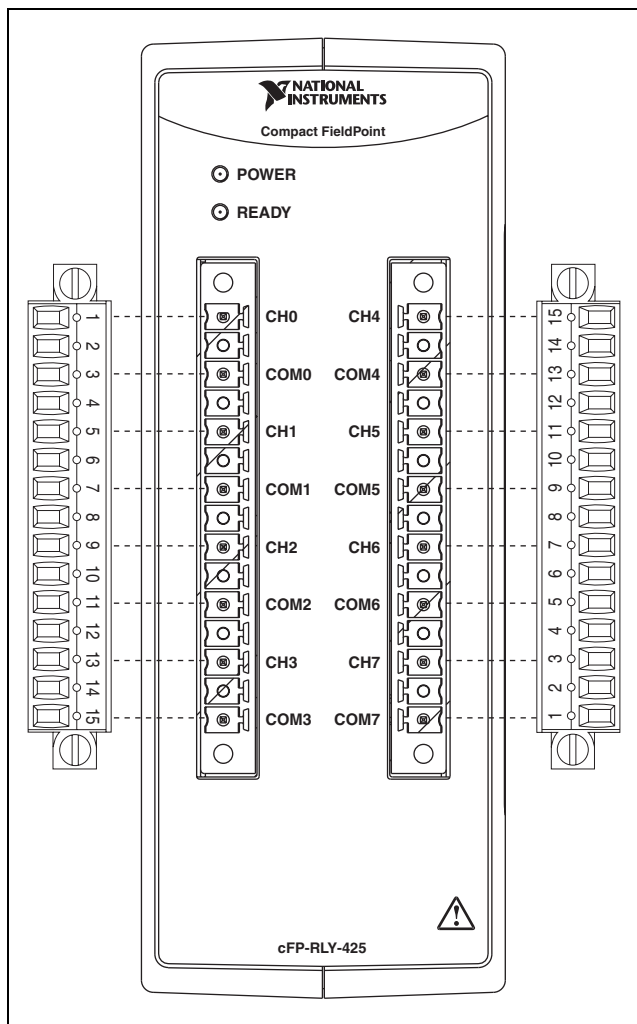 NATIONAL
INSTRUMENTS
Compact FieldPoint
POWER
READY
1 CH0 CH4 15
2 14
3 COM0 COM4 13
4 12
5 CH1 CH5 11
6 10
7 COM1 COM5 9
8 8
9 CH2 CH6 7
10 6
11 COM2 COM6 5
12 4
13 CH3 CH7 3
14 2
15 COM3 COM7 1
cFP-RLY-425